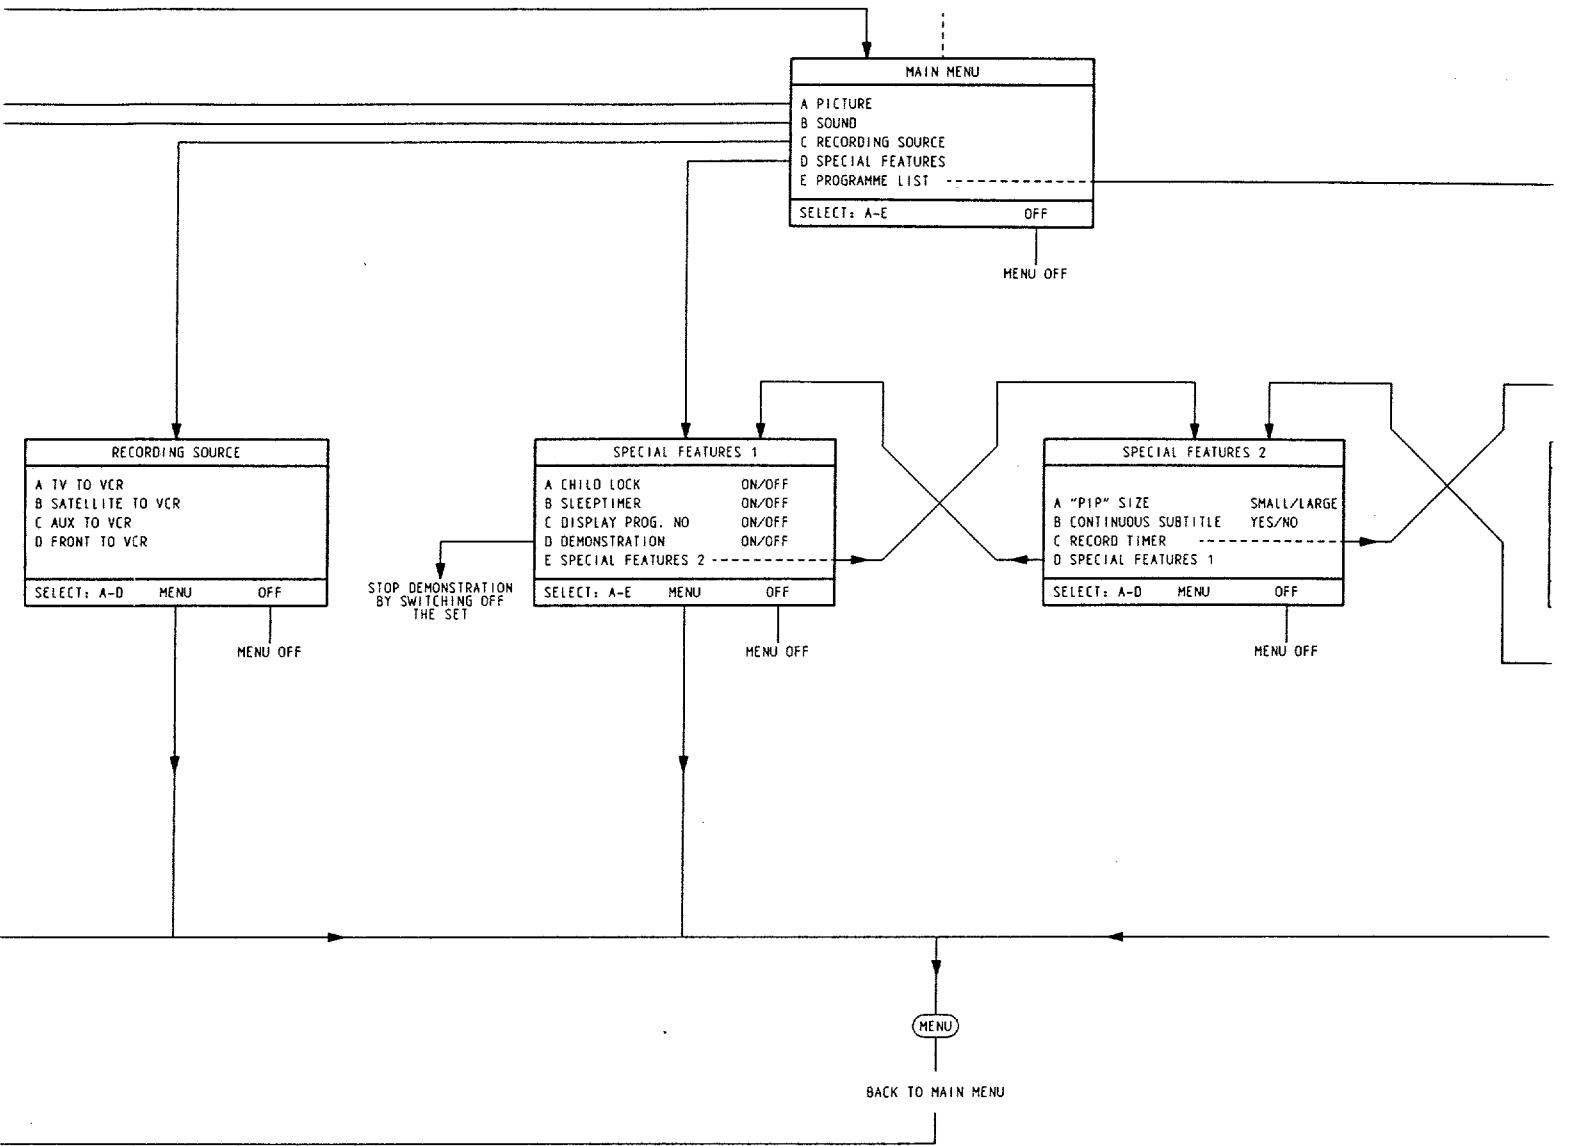 MAIN MENU
A PICTURE
B SOUND
C RECORDING SOURCE
D SPECIAL FEATURES
E PROGRAMME LIST
SELECT: A-E OFF
MENU OFF
RECORDING SOURCE
A TV TO VCR
B SATELLITE TO VCR
C AUX TO VCR
D FRONT TO VCR
SELECT: A-D MENU OFF
MENU OFF
SPECIAL FEATURES 1
A CHILD LOCK ON/OFF
B SLEEPTIMER ON/OFF
C DISPLAY PROG. NO ON/OFF
D DEMONSTRATION ON/OFF
E SPECIAL FEATURES 2
SELECT: A-E MENU OFF
STOP DEMONSTRATION
BY SWITCHING OFF
THE SET
MENU OFF
SPECIAL FEATURES 2
A "PIP" SIZE SMALL/LARGE
B CONTINUOUS SUBTITLE YES/NO
C RECORD TIMER
D SPECIAL FEATURES 1
SELECT: A-D MENU OFF
MENU OFF
MENU
BACK TO MAIN MENU